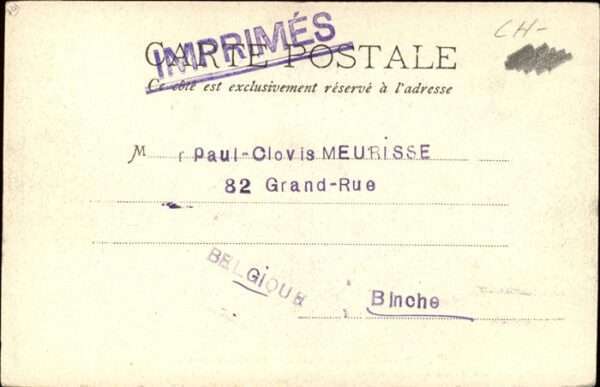 IMPRIMÉS
CH-
CARTE POSTALE
Ce côté est exclusivement réservé à l'adresse
M r Paul-Clovis MEURISSE
82 Grand-Rue
BELGIQUE
Binche